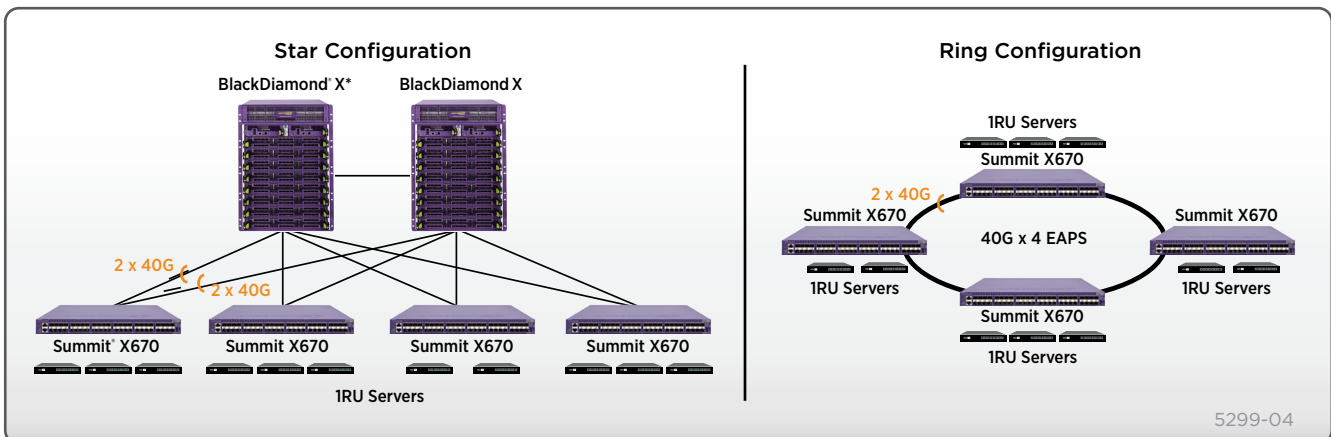 Star Configuration
BlackDiamond® X*
BlackDiamond X
2 x 40G
2 x 40G
Summit® X670
Summit X670
Summit X670
Summit X670
1RU Servers
Ring Configuration
1RU Servers
Summit X670
2 x 40G
Summit X670
1RU Servers
40G x 4 EAPS
Summit X670
1RU Servers
Summit X670
1RU Servers
5299-04